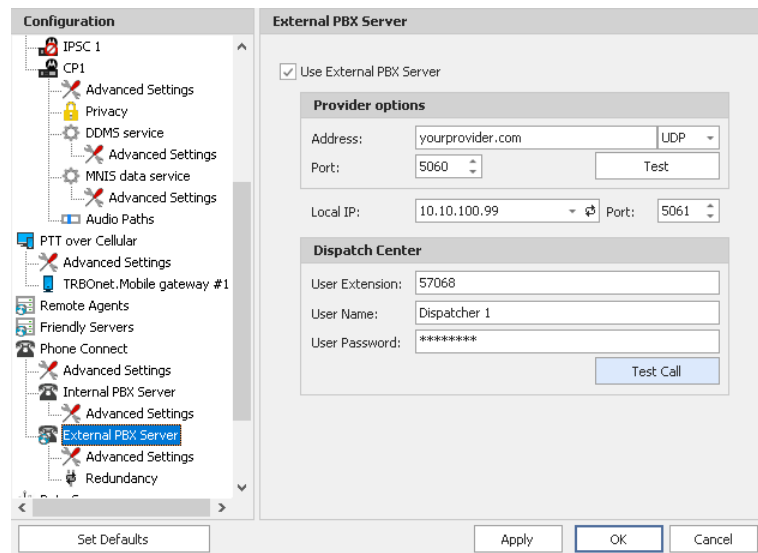 Configuration
IPSC 1
CP1
Advanced Settings
Privacy
DDMS service
Advanced Settings
MNIS data service
Advanced Settings
Audio Paths
PTT over Cellular
Advanced Settings
TRBOnet.Mobile gateway #1
Remote Agents
Friendly Servers
Phone Connect
Advanced Settings
Internal PBX Server
Advanced Settings
External PBX Server
Advanced Settings
Redundancy
Set Defaults
External PBX Server
Use External PBX Server
Provider options
Address: yourprovider.com UDP
Port: 5060 Test
Local IP: 10.10.100.99 Port: 5061
Dispatch Center
User Extension: 57068
User Name: Dispatcher 1
User Password: ********
Test Call
Apply OK Cancel